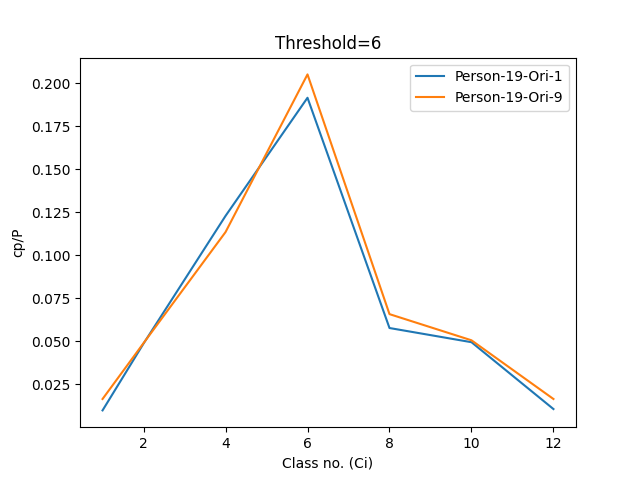 Threshold=6
Person-19-Ori-1
Person-19-Ori-9
cp/P
0.200
0.175
0.150
0.125
0.100
0.075
0.050
0.025
2 4 6 8 10 12
Class no. (Ci)